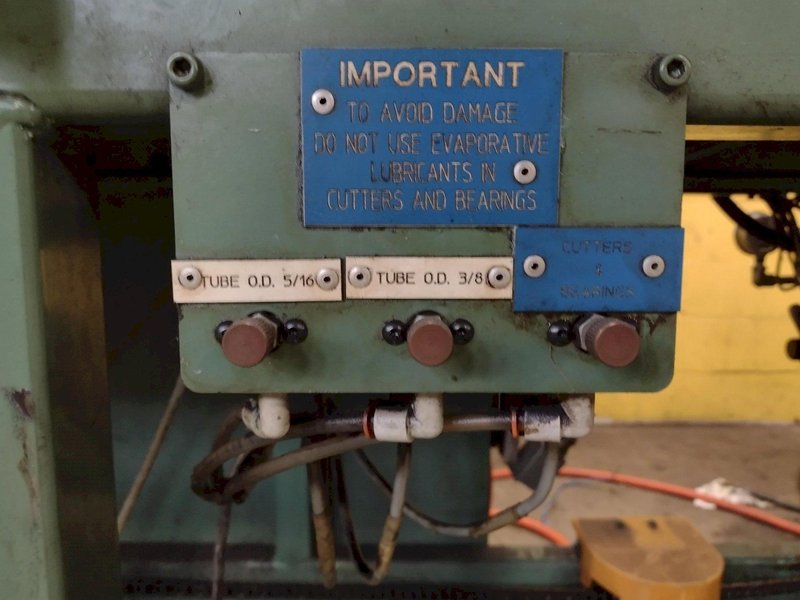 IMPORTANT
TO AVOID DAMAGE
DO NOT USE EVAPORATIVE
LUBRICANTS IN
CUTTERS AND BEARINGS
TUBE O.D. 5/16
TUBE O.D. 3/8
CUTTERS
&
BEARINGS